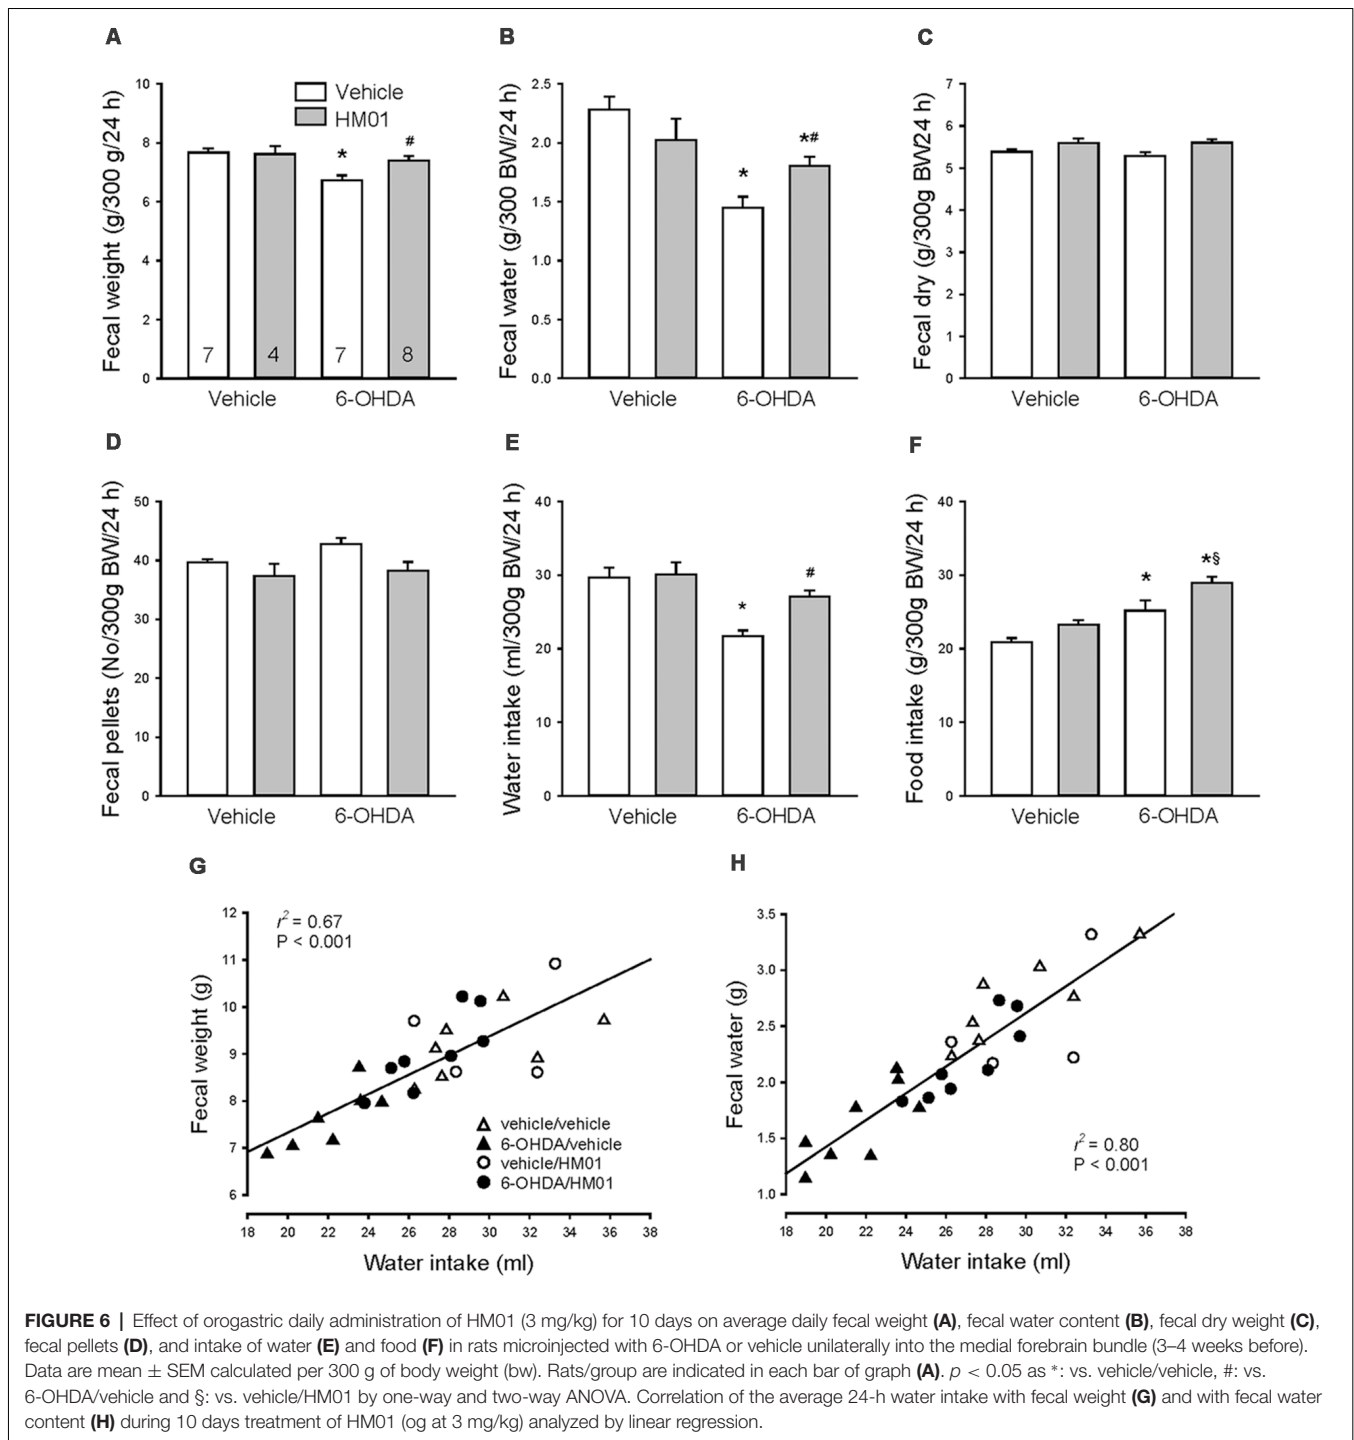 A
Fecal weight (g/300 g/24 h)
10
8
6
4
2
0
Vehicle
HM01
*
#
7
4
7
8
Vehicle
6-OHDA
B
Fecal water (g/300 BW/24 h)
2.5
2.0
1.5
1.0
0.5
0.0
*
*#
Vehicle
6-OHDA
C
Fecal dry (g/300g BW24 h)
7
6
5
4
3
2
1
0
Vehicle
6-OHDA
D
Fecal pellets (No/300g BW/24 h)
50
40
30
20
10
0
Vehicle
6-OHDA
E
Water intake (ml/300g BW/24 h)
40
30
20
10
0
*
#
Vehicle
6-OHDA
F
Food intake (g/300g BW/24 h)
40
30
20
10
0
*
*§
Vehicle
6-OHDA
G
Fecal weight (g)
12
11
10
9
8
7
6
r² = 0.67
P < 0.001
vehicle/vehicle
6-OHDA/vehicle
vehicle/HM01
6-OHDA/HM01
18 20 22 24 26 28 30 32 34 36 38
Water intake (ml)
H
Fecal water (g)
3.5
3.0
2.5
2.0
1.5
1.0
r² = 0.80
P < 0.001
18 20 22 24 26 28 30 32 34 36 38
Water intake (ml)
FIGURE 6 | Effect of orogastric daily administration of HM01 (3 mg/kg) for 10 days on average daily fecal weight (A), fecal water content (B), fecal dry weight (C),
fecal pellets (D), and intake of water (E) and food (F) in rats microinjected with 6-OHDA or vehicle unilaterally into the medial forebrain bundle (3–4 weeks before).
Data are mean ± SEM calculated per 300 g of body weight (bw). Rats/group are indicated in each bar of graph (A). p < 0.05 as *: vs. vehicle/vehicle, #: vs.
6-OHDA/vehicle and §: vs. vehicle/HM01 by one-way and two-way ANOVA. Correlation of the average 24-h water intake with fecal weight (G) and with fecal water
content (H) during 10 days treatment of HM01 (og at 3 mg/kg) analyzed by linear regression.